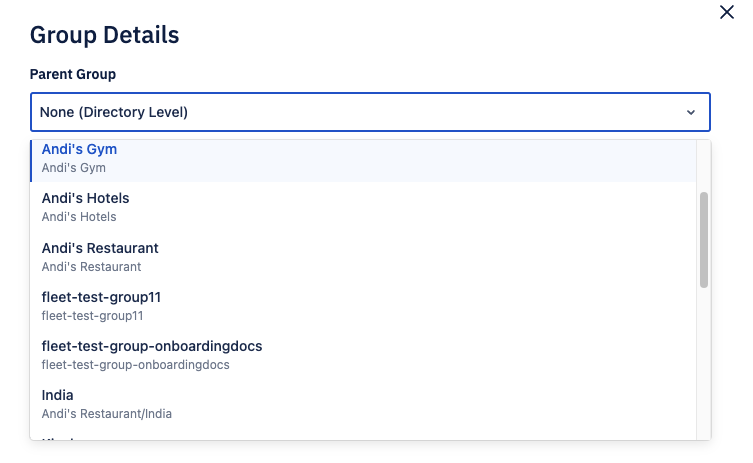 Group Details
Parent Group
None (Directory Level)
Andi's Gym
Andi's Gym
Andi's Hotels
Andi's Hotels
Andi's Restaurant
Andi's Restaurant
fleet-test-group11
fleet-test-group11
fleet-test-group-onboardingdocs
fleet-test-group-onboardingdocs
India
Andi's Restaurant/India